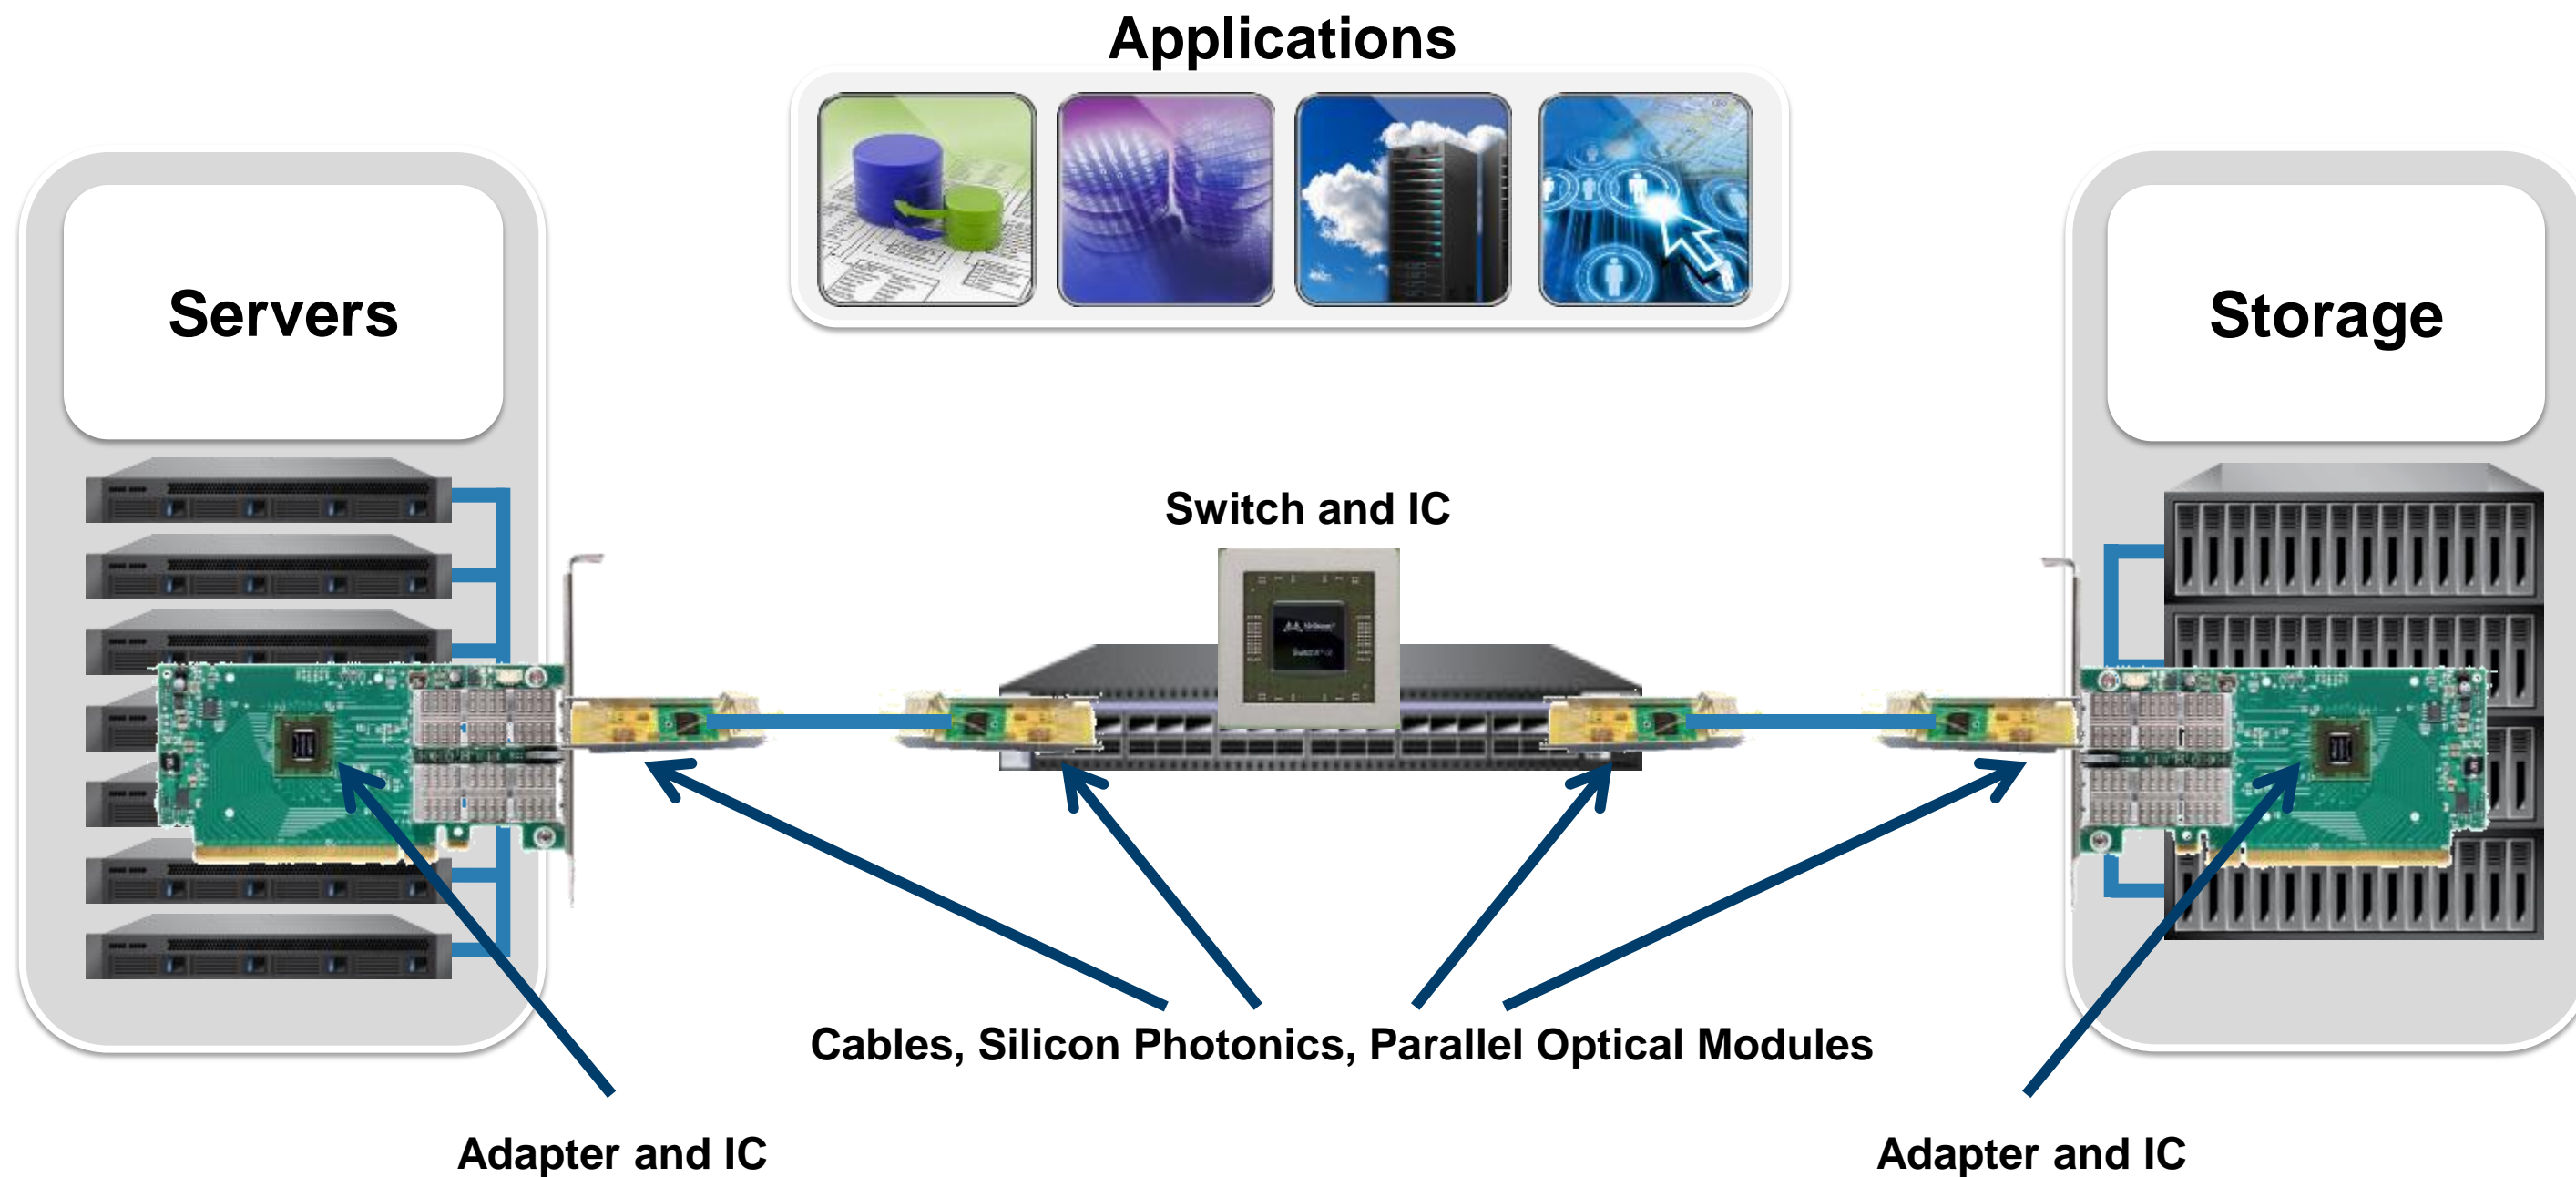 Applications
Servers
Storage
Switch and IC
Cables, Silicon Photonics, Parallel Optical Modules
Adapter and IC
Adapter and IC